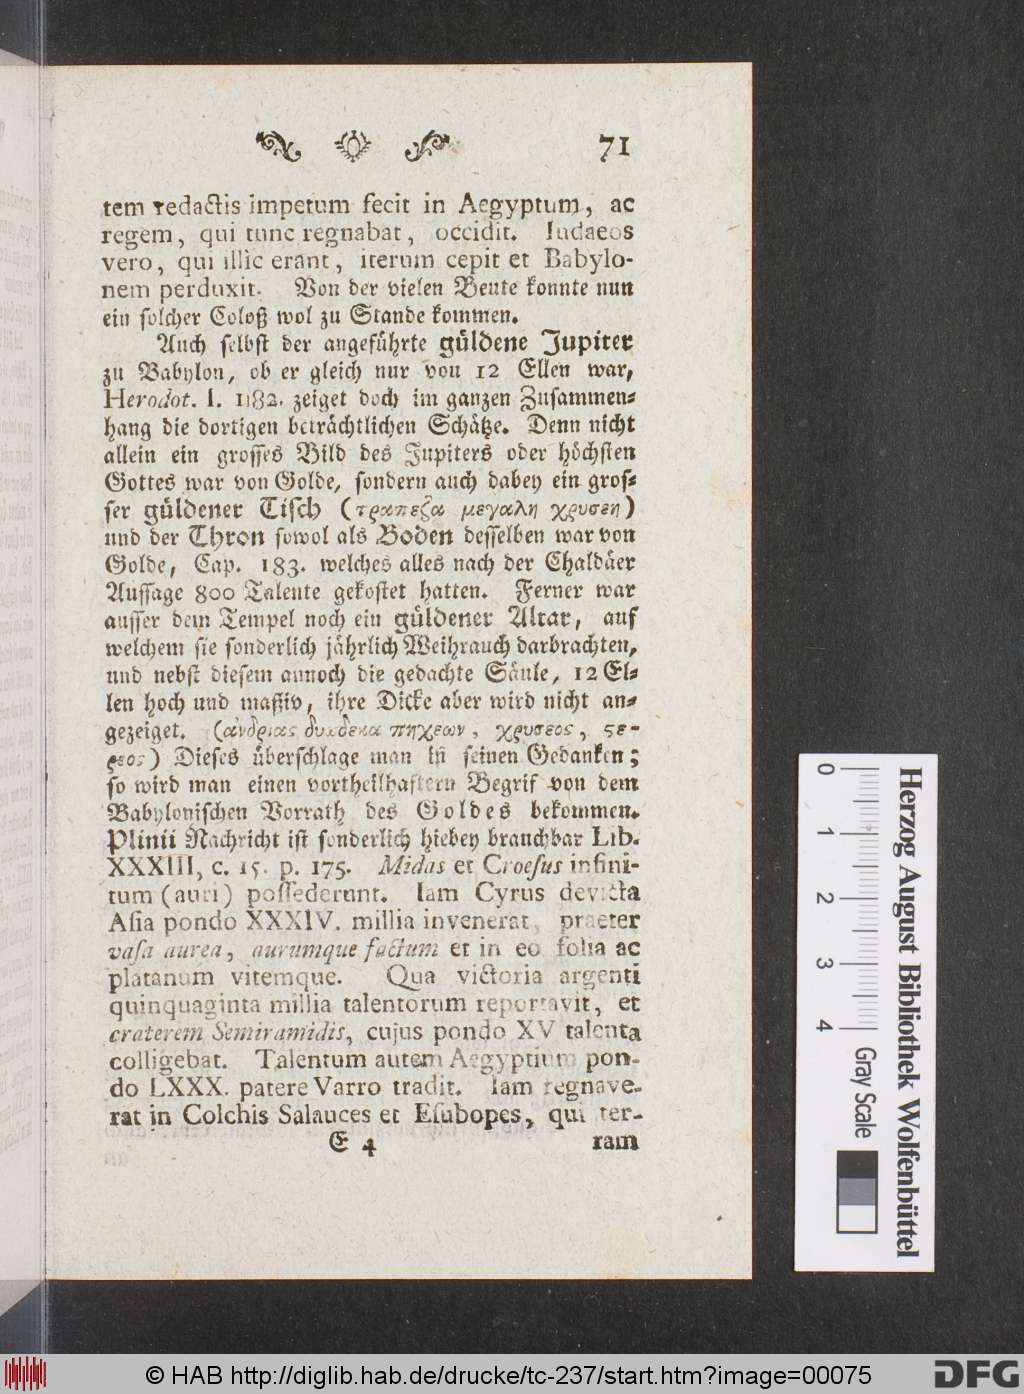 71
tem redactis impetum fecit in Aegyptum, ac
regem, qui tunc regnabat, occidit. Iudaeos
vero, qui illic erant, iterum cepit et Babylo-
nem perduxit. Von der vielen Beute konnte nun
ein solcher Coloß wol zu Stande kommen.
Auch selbst der angeführte güldene Jupiter
zu Babylon, ob er gleich nur von 12 Ellen war,
Herodot. I. 182. zeiget doch im ganzen Zusammen-
hang die dortigen beträchtlichen Schätze. Denn nicht
allein ein grosses Bild des Jupiters oder höchsten
Gottes war von Golde, sondern auch dabey ein gros-
ser güldener Tisch (τραπεζα μεγαλη χρυσεη)
und der Thron sowol als Boden desselben war von
Golde, Cap. 183. welches alles nach der Chaldäer
Aussage 800 Talente gekostet hatten. Ferner war
ausser dem Tempel noch ein güldener Altar, auf
welchem sie sonderlich jährlich Weihrauch darbrachten,
und nebst diesem annoch die gedachte Säule, 12 El-
len hoch und maßiv, ihre Dicke aber wird nicht an-
gezeiget. (ἀνδριας δυωδεκα πηχεων, χρυσεος, ϛε-
ρεος) Dieses überschlage man in seinen Gedanken;
so wird man einen vortheilhaftern Begrif von dem
Babylonischen Vorrath des Goldes bekommen.
Plinii Nachricht ist sonderlich hiebey brauchbar Lib.
XXXIII, c. 15. p. 175. Midas et Croesus infini-
tum (auri) possederunt. Iam Cyrus devicta
Asia pondo XXXIV. millia invenerat, praeter
vasa aurea, aurumque factum et in eo folia ac
platanum vitemque. Qua victoria argenti
quinquaginta millia talentorum reportavit, et
craterem Semiramidis, cujus pondo XV talenta
colligebat. Talentum autem Aegyptium pon-
do LXXX. patere Varro tradit. Iam regnave-
rat in Colchis Salauces et Esubopes, qui ter-
E 4 ram
0 1 2 3 4 Gray Scale
Herzog August Bibliothek Wolfenbüttel
© HAB http://diglib.hab.de/drucke/tc-237/start.htm?image=00075
DFG